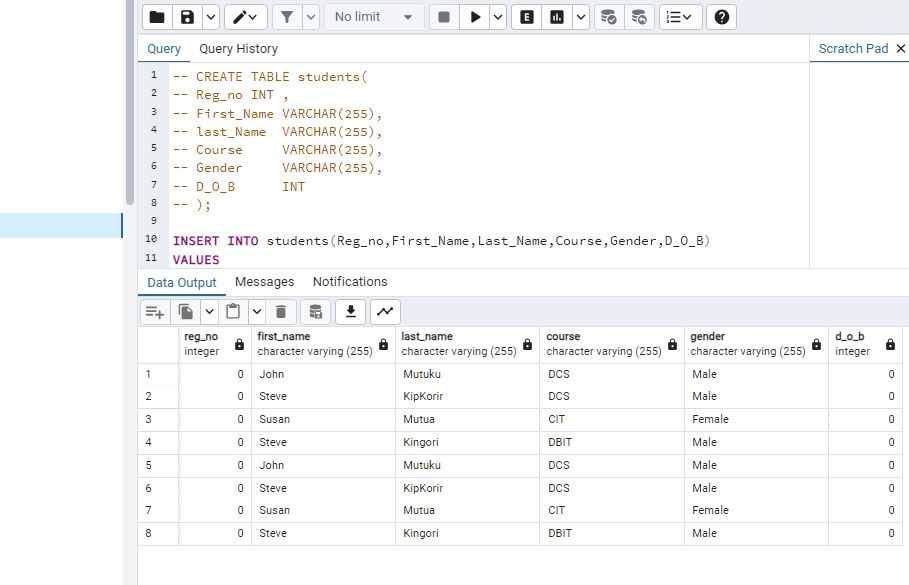 No limit
E
Query Query History Scratch Pad
1 -- CREATE TABLE students(
2 -- Reg_no INT ,
3 -- First_Name VARCHAR(255),
4 -- last_Name VARCHAR(255),
5 -- Course VARCHAR(255),
6 -- Gender VARCHAR(255),
7 -- D_O_B INT
8 -- );
9
10 INSERT INTO students(Reg_no,First_Name,Last_Name,Course,Gender,D_O_B)
11 VALUES
Data Output Messages Notifications
reg_no first_name last_name course gender d_o_b
integer character varying (255) character varying (255) character varying (255) character varying (255) integer
1 0 John Mutuku DCS Male 0
2 0 Steve KipKorir DCS Male 0
3 0 Susan Mutua CIT Female 0
4 0 Steve Kingori DBIT Male 0
5 0 John Mutuku DCS Male 0
6 0 Steve KipKorir DCS Male 0
7 0 Susan Mutua CIT Female 0
8 0 Steve Kingori DBIT Male 0